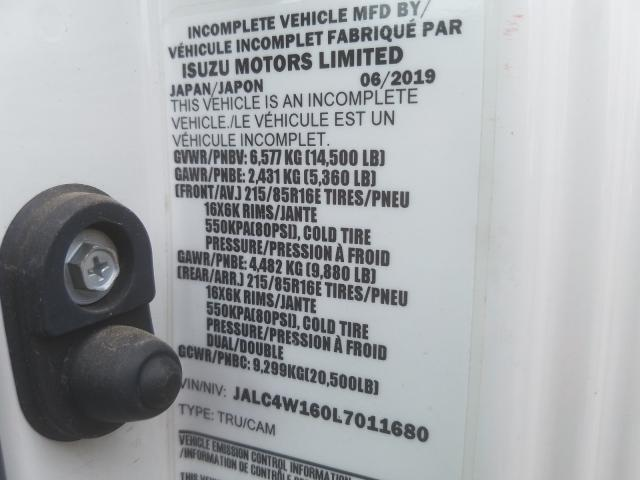 INCOMPLETE VEHICLE MFD BY/
VÉHICULE INCOMPLET FABRIQUÉ PAR
ISUZU MOTORS LIMITED
JAPAN/JAPON 06/2019
THIS VEHICLE IS AN INCOMPLETE
VEHICLE./LE VÉHICULE EST UN
VÉHICULE INCOMPLET.
GVWR/PNBV: 6,577 KG (14,500 LB)
GAWR/PNBE: 2,431 KG (5,360 LB)
(FRONT/AV.) 215/85R16E TIRES/PNEU
16X6K RIMS/JANTE
550KPA(80PSI), COLD TIRE
PRESSURE/PRESSION À FROID
GAWR/PNBE: 4,482 KG (9,880 LB)
(REAR/ARR.) 215/85R16E TIRES/PNEU
16X6K RIMS/JANTE
550KPA(80PSI), COLD TIRE
PRESSURE/PRESSION À FROID
DUAL/DOUBLE
GCWR/PNBC: 9,299KG(20,500LB)
VIN/NIV: JALC4W160L7011680
TYPE: TRU/CAM
VEHICLE EMISSION CONTROL INFORMATION
/INFORMATION DE CONTRÔLE